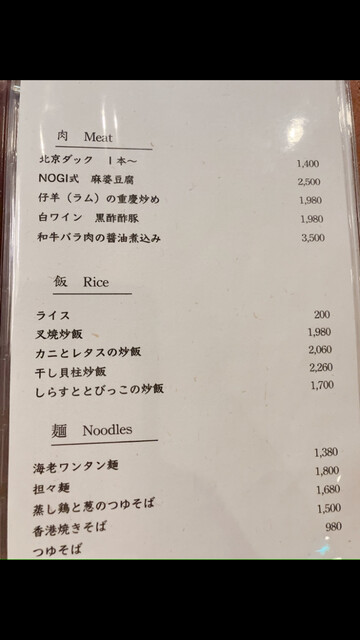 肉 Meat
北京ダック 1本〜 1,400
NOGI式 麻婆豆腐 2,500
仔羊（ラム）の重慶炒め 1,980
白ワイン 黒酢酢豚 1,980
和牛バラ肉の醤油煮込み 3,500
飯 Rice
ライス 200
叉焼炒飯 1,980
カニとレタスの炒飯 2,060
干し貝柱炒飯 2,260
しらすととびっこの炒飯 1,700
麺 Noodles
海老ワンタン麺 1,380
担々麺 1,800
蒸し鶏と葱のつゆそば 1,680
香港焼きそば 1,500
つゆそば 980